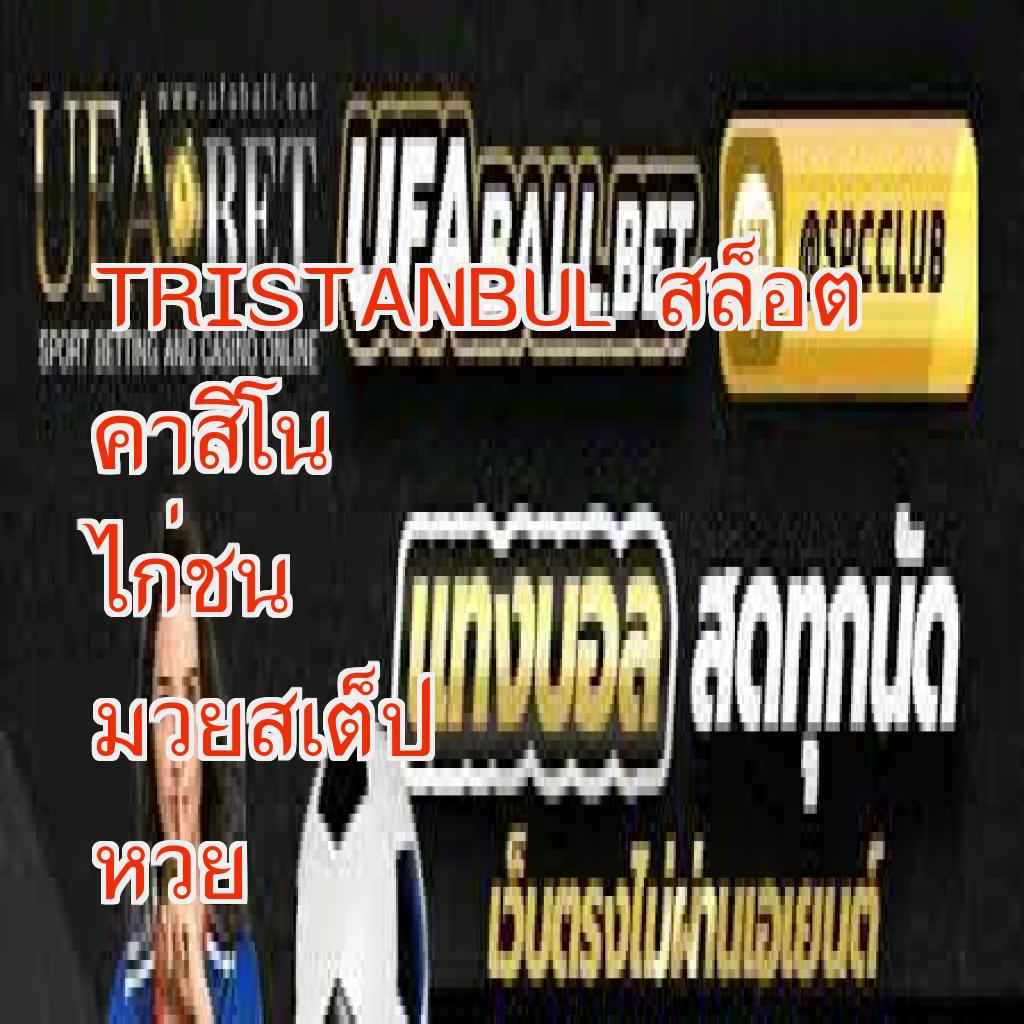 www.ufaball.bet
UFABET
SPORT BETTING AND CASINO ONLINE
UFABALL.BET
@SBCCLUB
TRISTANBUL สล็อต
คาสิโน
ไก่ชน
มวยสเต็ป
หวย
แทงบอล สดทุกนัด
เว็บตรงไม่ผ่านเอเยนต์